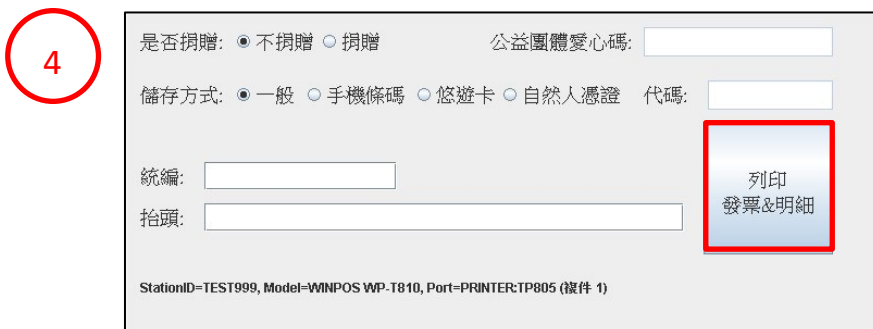 4
是否捐贈: 不捐贈 捐贈 公益團體愛心碼:
儲存方式: 一般 手機條碼 悠遊卡 自然人憑證 代碼:
統編:
抬頭:
列印
發票&明細
StationID=TEST999, Model=WINPOS WP-T810, Port=PRINTER:TP805 (複件 1)